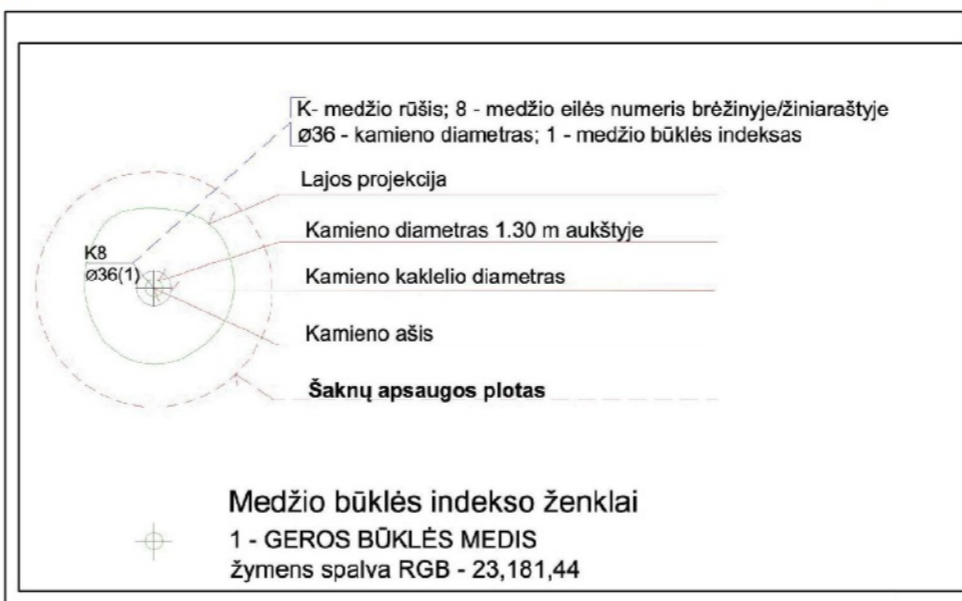 K- medžio rūšis; 8 - medžio eilės numeris brėžinyje/žiniaraštyje
Ø36 - kamieno diametras; 1 - medžio būklės indeksas
Lajos projekcija
Kamieno diametras 1.30 m aukštyje
K8
Ø36(1)
Kamieno kaklelio diametras
Kamieno ašis
Šaknų apsaugos plotas
Medžio būklės indekso ženklai
1 - GEROS BŪKLĖS MEDIS
žymens spalva RGB - 23,181,44